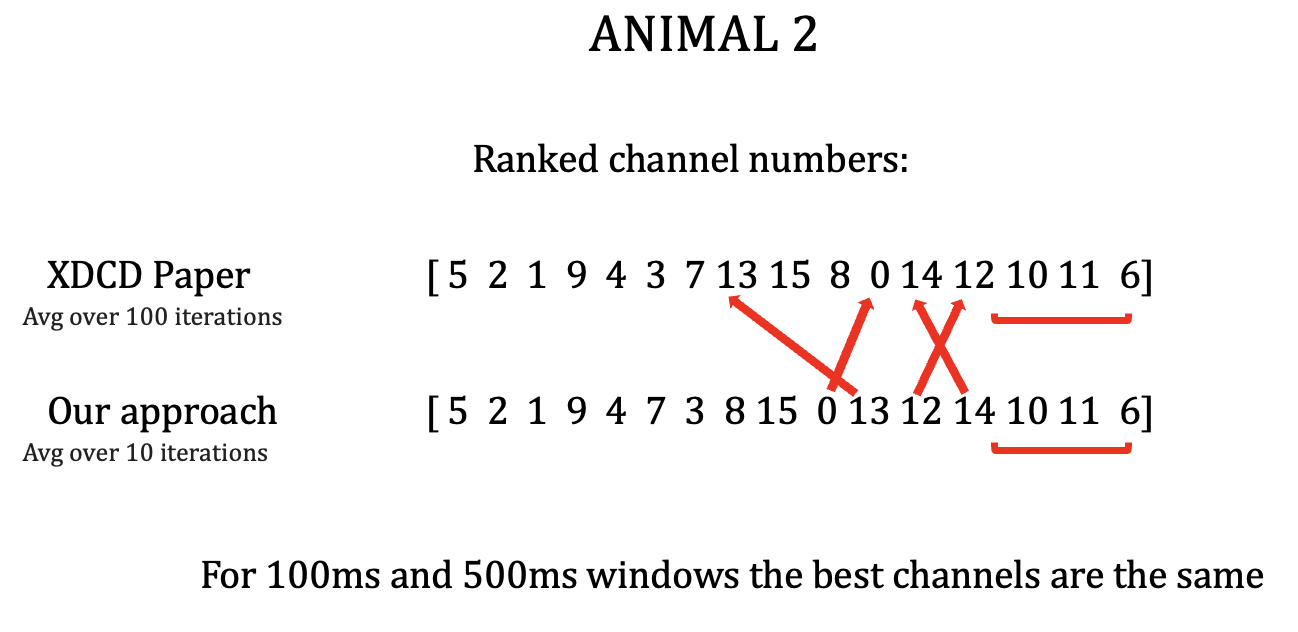 ANIMAL 2
Ranked channel numbers:
XDCD Paper [ 5 2 1 9 4 3 7 13 15 8 0 14 12 10 11 6]
Avg over 100 iterations
Our approach [ 5 2 1 9 4 7 3 8 15 0 13 12 14 10 11 6]
Avg over 10 iterations
For 100ms and 500ms windows the best channels are the same